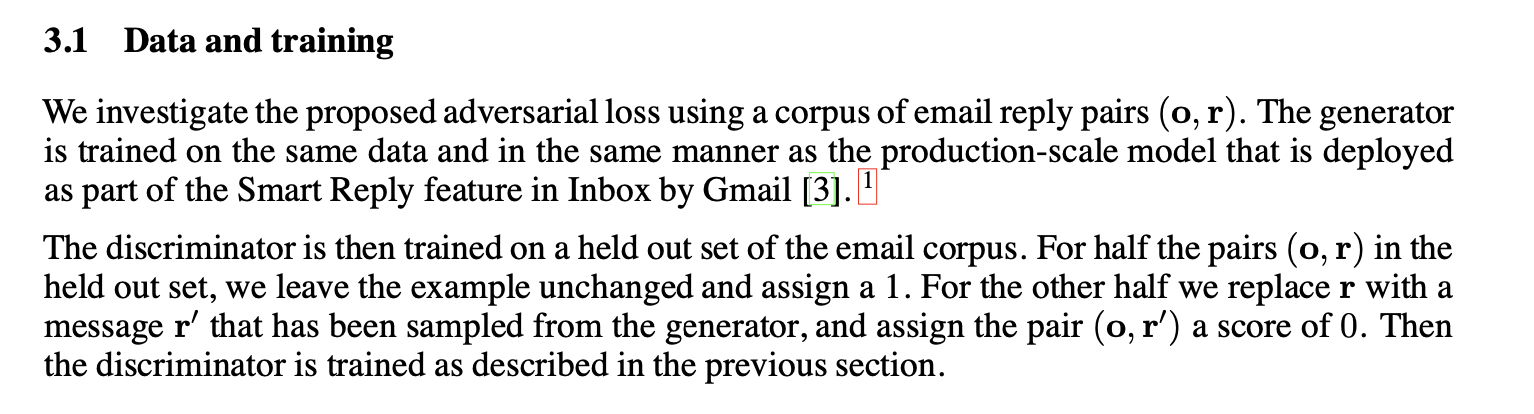 3.1 Data and training
We investigate the proposed adversarial loss using a corpus of email reply pairs (o, r). The generator
is trained on the same data and in the same manner as the production-scale model that is deployed
as part of the Smart Reply feature in Inbox by Gmail [3]. 1
The discriminator is then trained on a held out set of the email corpus. For half the pairs (o, r) in the
held out set, we leave the example unchanged and assign a 1. For the other half we replace r with a
message r′ that has been sampled from the generator, and assign the pair (o, r′) a score of 0. Then
the discriminator is trained as described in the previous section.